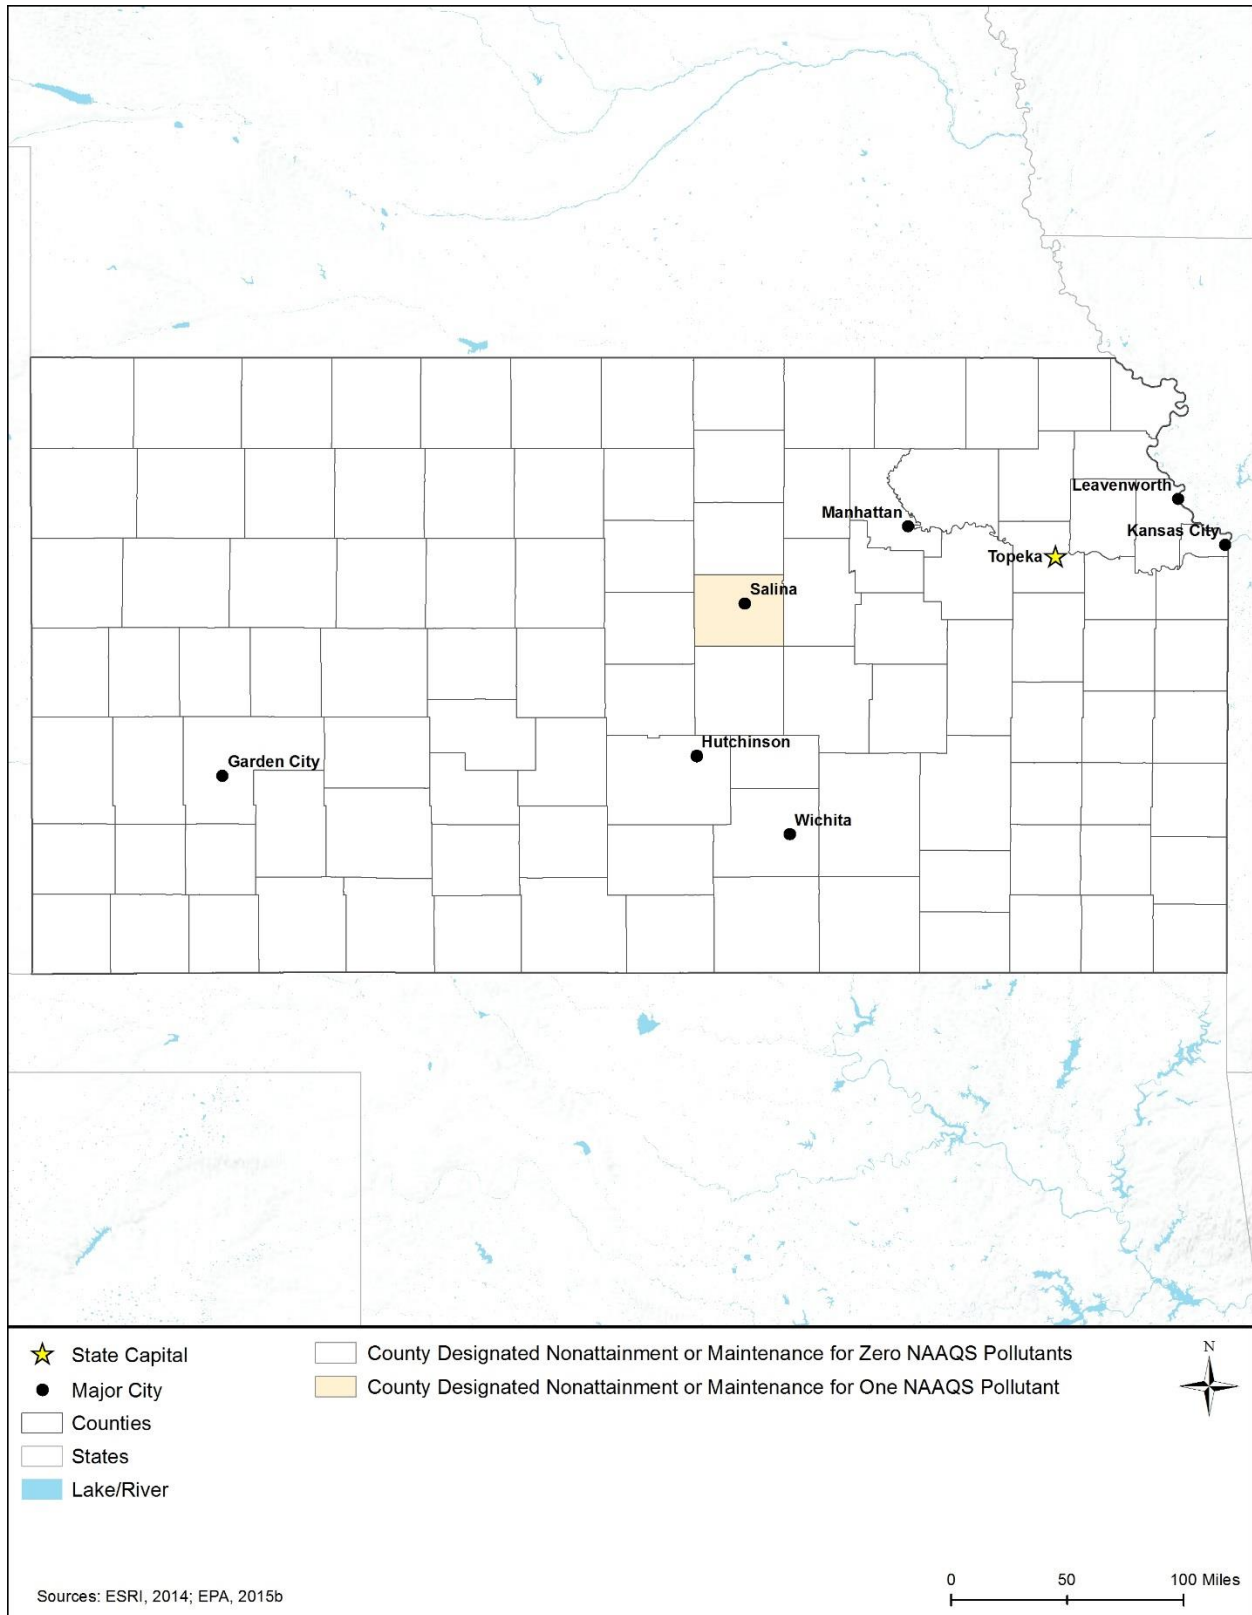 Leavenworth
Manhattan
Kansas City
Topeka
Salina
Hutchinson
Garden City
Wichita
State Capital
Major City
Counties
States
Lake/River
County Designated Nonattainment or Maintenance for Zero NAAQS Pollutants
County Designated Nonattainment or Maintenance for One NAAQS Pollutant
N
Sources: ESRI, 2014; EPA, 2015b
0 50 100 Miles